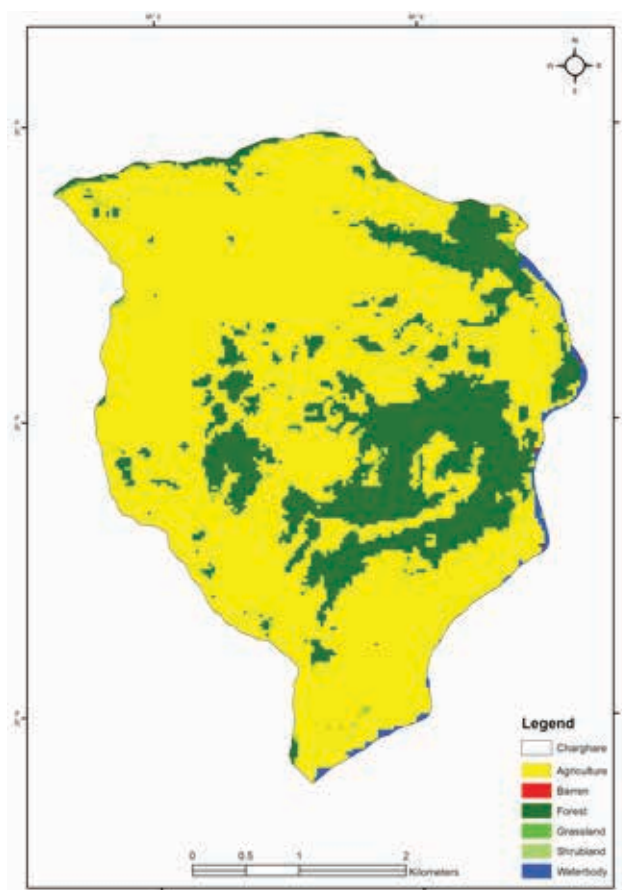 N
W E
S
Legend
Charghare
Agriculture
Barren
Forest
Grassland
Shrubland
Waterbody
0 0.5 1 2
Kilometers